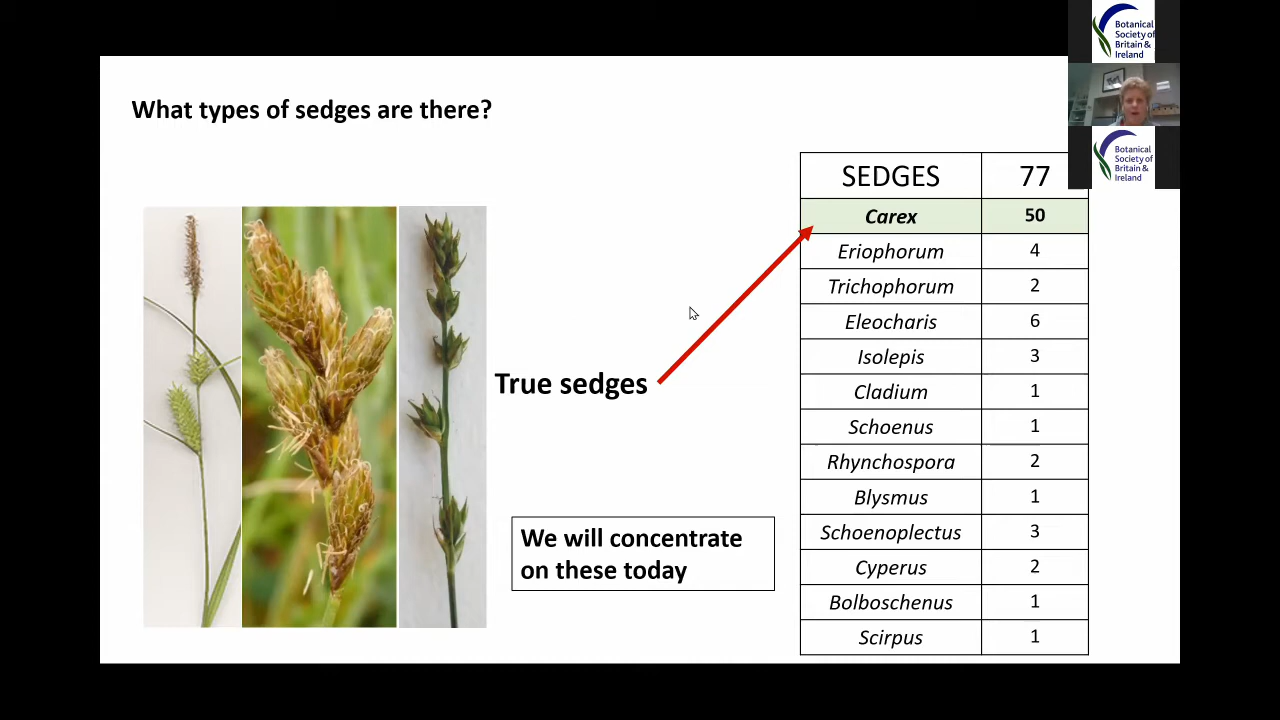 Botanical
Society of
Britain &
Ireland
What types of sedges are there?
Botanical
Society of
Britain &
Ireland
SEDGES 77
Carex 50
Eriophorum 4
Trichophorum 2
Eleocharis 6
Isolepis 3
Cladium 1
Schoenus 1
Rhynchospora 2
Blysmus 1
Schoenoplectus 3
Cyperus 2
Bolboschenus 1
Scirpus 1
True sedges
We will concentrate
on these today